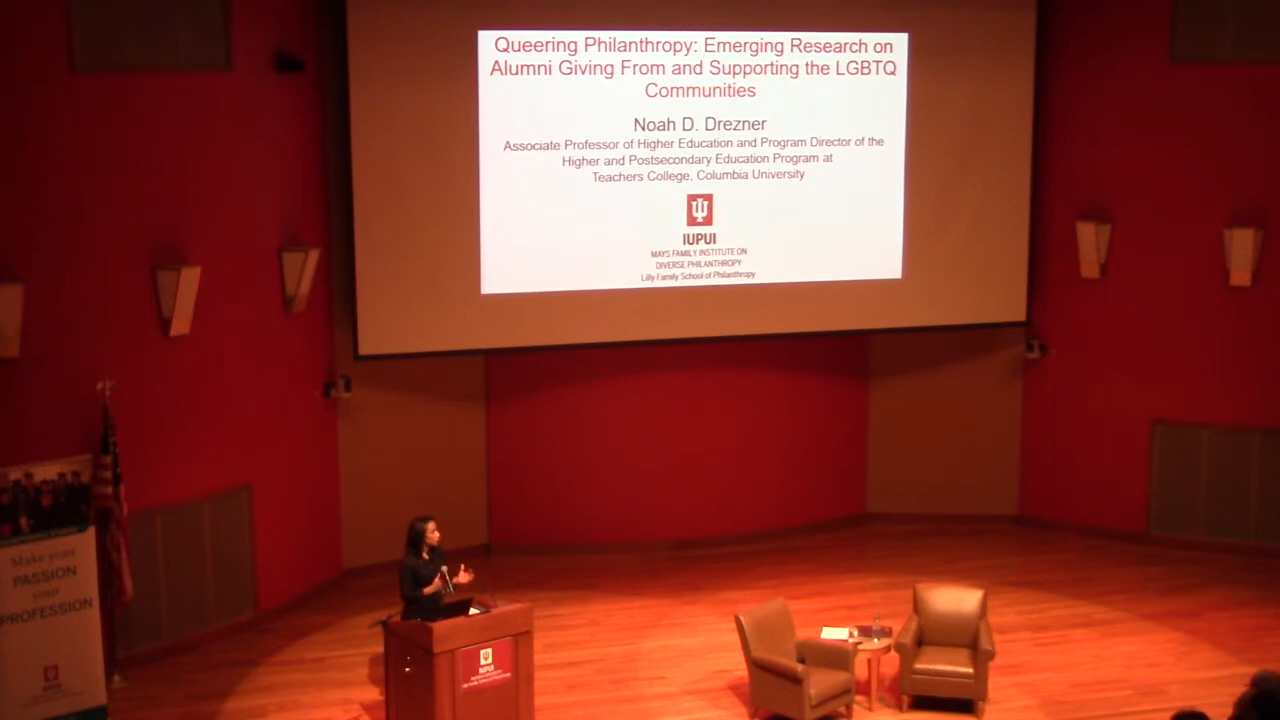 Queering Philanthropy: Emerging Research on
Alumni Giving From and Supporting the LGBTQ
Communities
Noah D. Drezner
Associate Professor of Higher Education and Program Director of the
Higher and Postsecondary Education Program at
Teachers College, Columbia University
IUPUI
MAYS FAMILY INSTITUTE ON
DIVERSE PHILANTHROPY
Lilly Family School of Philanthropy
Make your
PASSION
your
PROFESSION
IUPUI